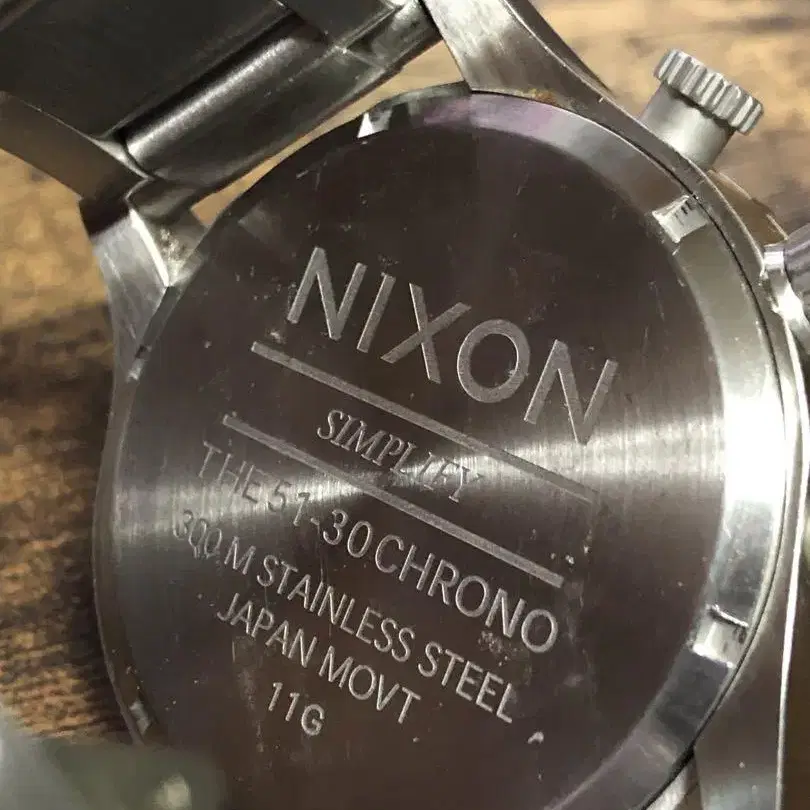 NIXON
SIMPLIFY
THE 51-30 CHRONO
300 M STAINLESS STEEL
JAPAN MOVT
11G